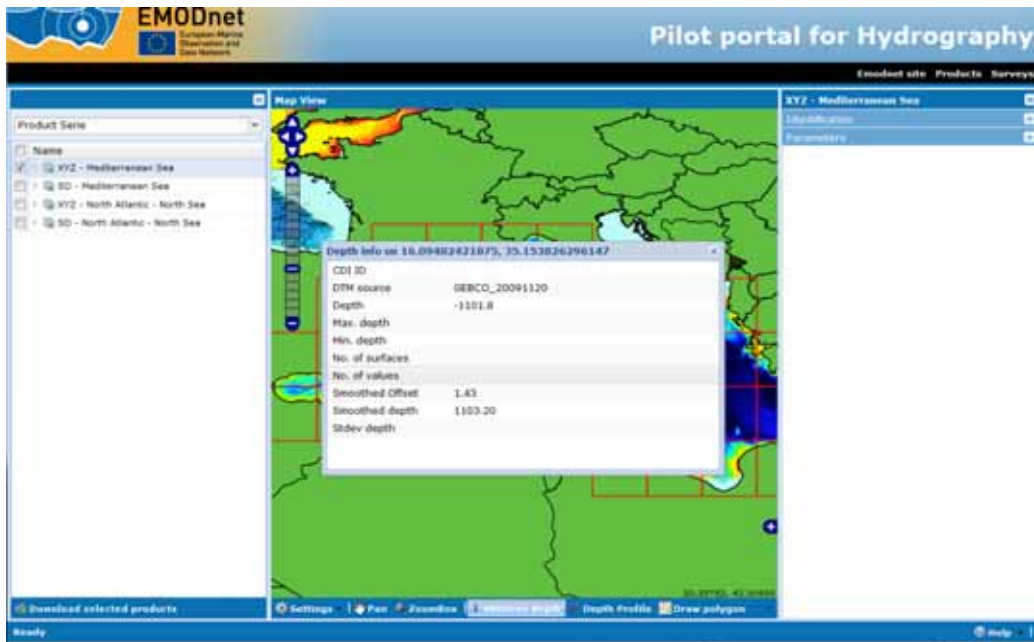 EMODnet
European Marine
Observation and
Data Network
Pilot portal for Hydrography
Emodnet site Products Surveys
Map View
XYZ - Mediterranean Sea
Product Serie
Identification
Parameters
Name
XYZ - Mediterranean Sea
SD - Mediterranean Sea
XYZ - North Atlantic - North Sea
SD - North Atlantic - North Sea
Depth info on 16.09482421875, 35.153826296147
CDI ID
DTM source GEBCO_20091120
Depth -1101.8
Max. depth
Min. depth
No. of surfaces
No. of values
Smoothed Offset 1.43
Smoothed depth 1103.20
Stdev depth
Download selected products
Settings Pan Zoombox Depth Profile Draw polygon
Ready
Help